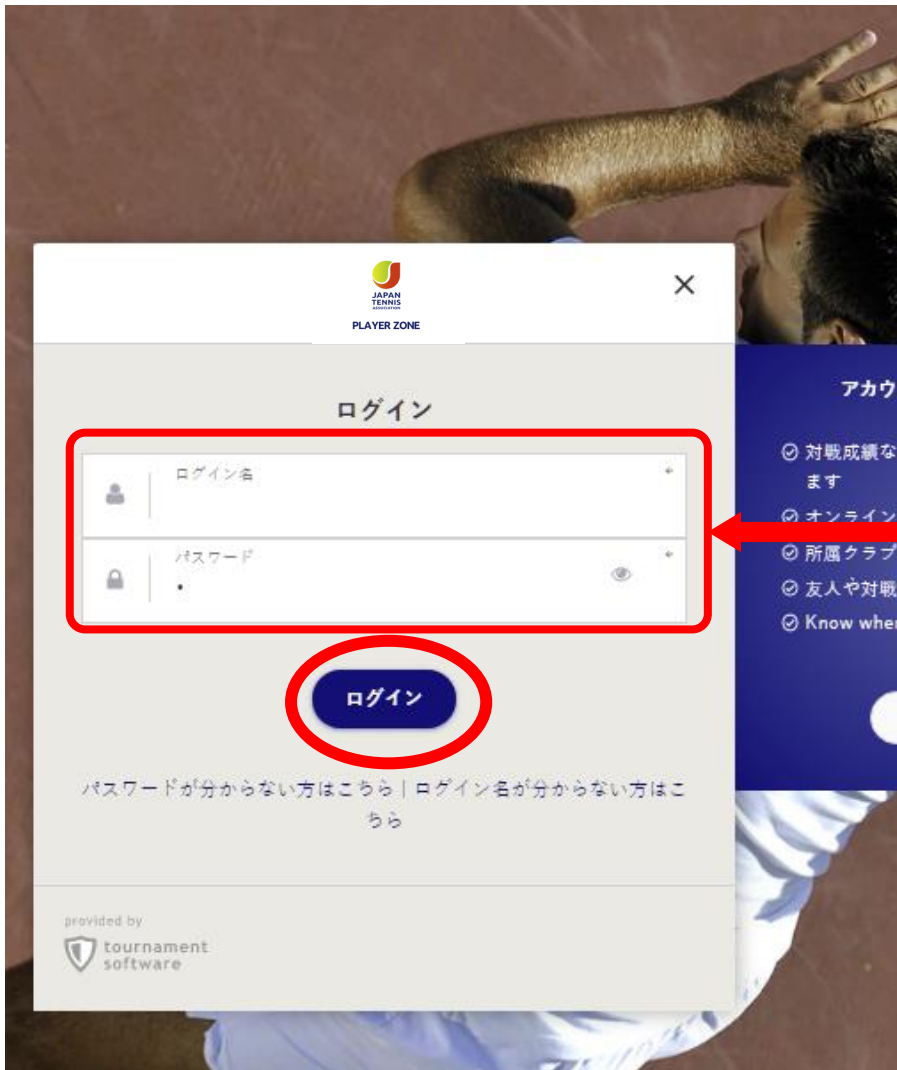 JAPAN
TENNIS
ASSOCIATION
PLAYER ZONE
ログイン
ログイン名
パスワード
ログイン
パスワードが分からない方はこちら | ログイン名が分からない方はこ
ちら
provided by
tournament
software
アカウ
対戦成績な
ます
オンライン
所属クラブ
友人や対戦
Know when